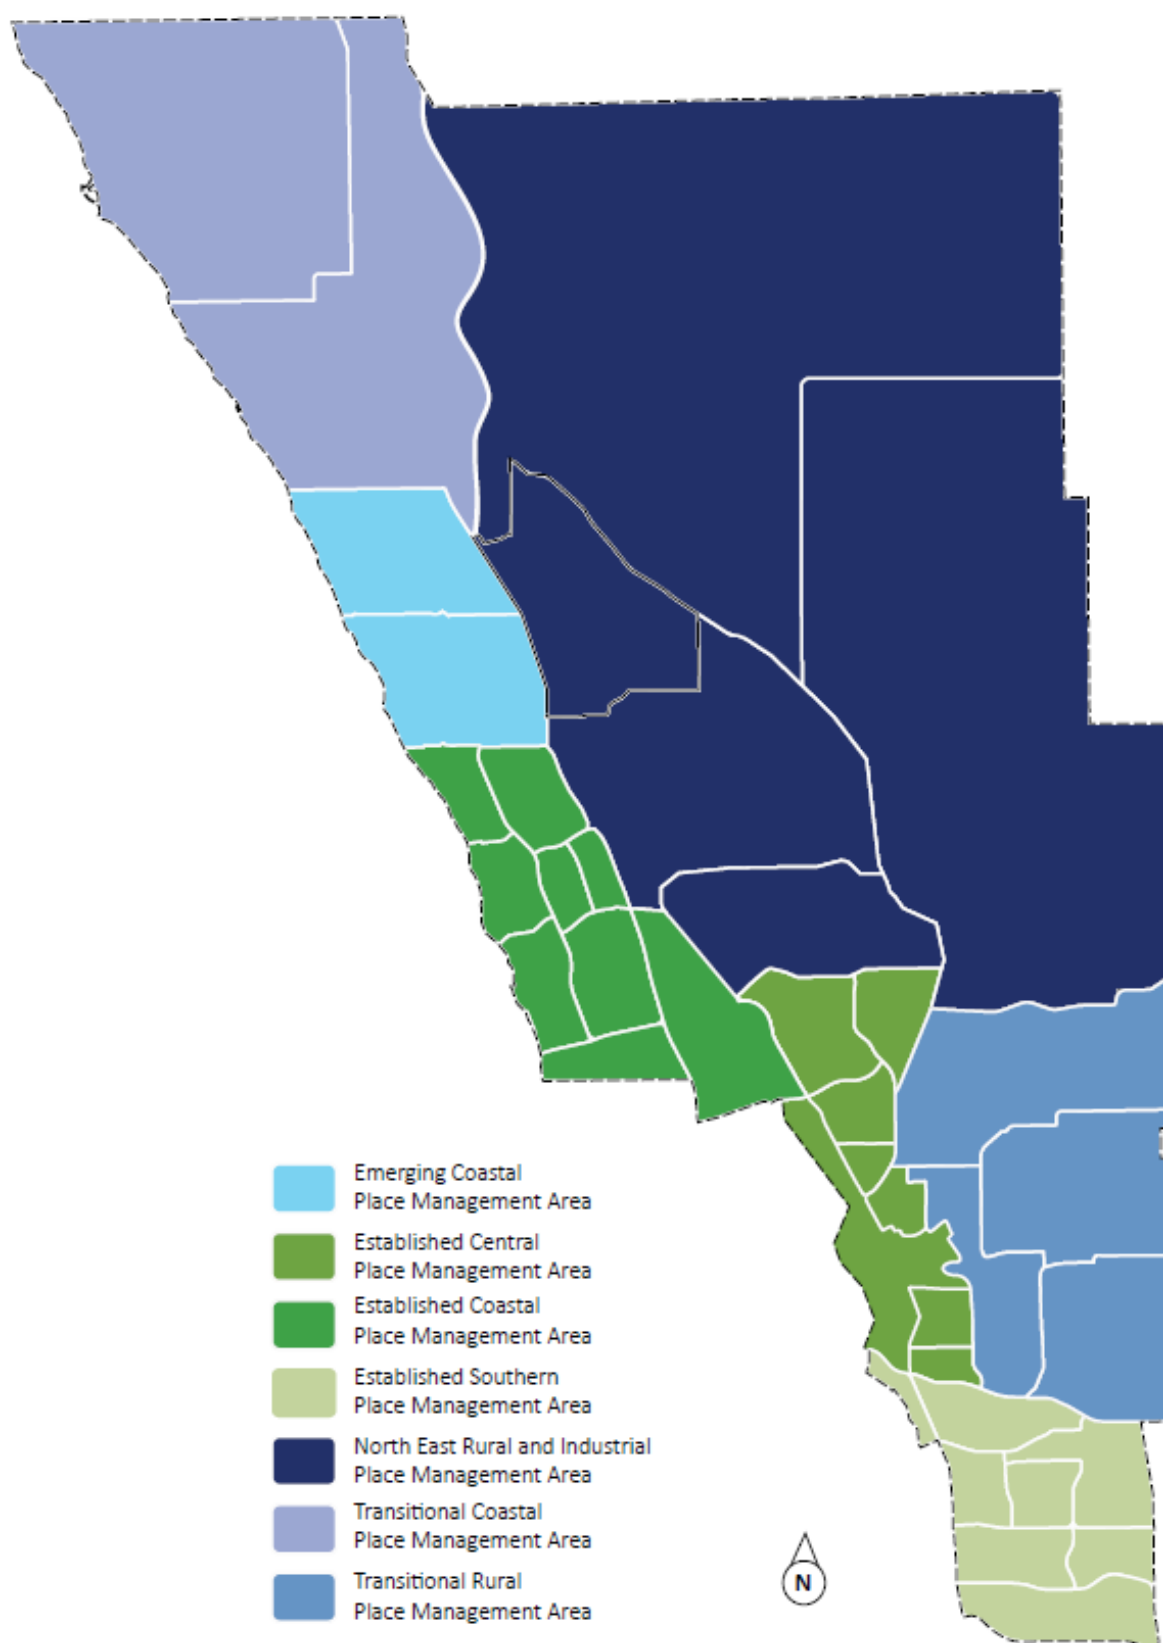 Emerging Coastal
Place Management Area
Established Central
Place Management Area
Established Coastal
Place Management Area
Established Southern
Place Management Area
North East Rural and Industrial
Place Management Area
Transitional Coastal
Place Management Area
Transitional Rural
Place Management Area
N